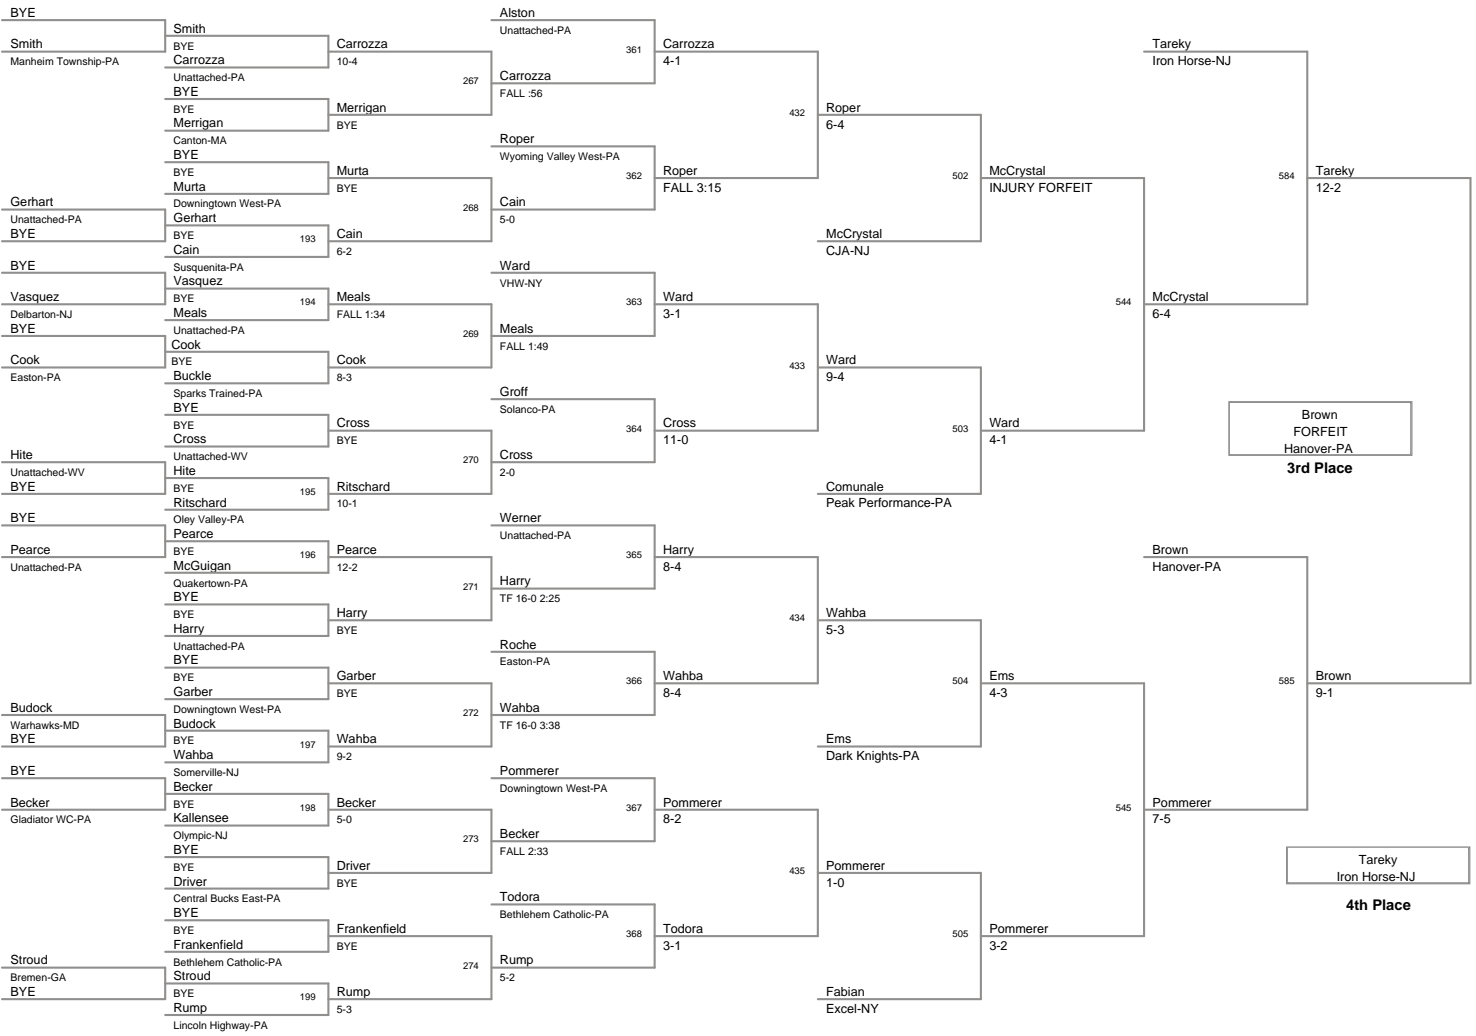 BYE
Smith
Manheim Township-PA
Gerhart
Unattached-PA
BYE
BYE
Vasquez
Delbarton-NJ
BYE
Cook
Easton-PA
Hite
Unattached-WV
BYE
BYE
Pearce
Unattached-PA
Budock
Warhawks-MD
BYE
BYE
Becker
Gladiator WC-PA
Stroud
Bremen-GA
BYE
Smith
BYE
Carrozza
Unattached-PA
BYE
BYE
Merrigan
Canton-MA
BYE
BYE
Murta
Downingtown West-PA
Gerhart
BYE
193
Cain
Susquenita-PA
Vasquez
BYE
194
Meals
Unattached-PA
Cook
BYE
Buckle
Sparks Trained-PA
BYE
BYE
Cross
Unattached-WV
Hite
BYE
195
Ritschard
Oley Valley-PA
Pearce
BYE
196
McGuigan
Quakertown-PA
BYE
BYE
Harry
Unattached-PA
BYE
BYE
Garber
Downingtown West-PA
Budock
BYE
197
Wahba
Somerville-NJ
Becker
BYE
198
Kallensee
Olympic-NJ
BYE
BYE
Driver
Central Bucks East-PA
BYE
BYE
Frankenfield
Bethlehem Catholic-PA
Stroud
BYE
199
Rump
Lincoln Highway-PA
Carrozza
10-4
267
Merrigan
BYE
Murta
BYE
268
Cain
6-2
Meals
FALL 1:34
269
Cook
8-3
Cross
BYE
270
Ritschard
10-1
Pearce
12-2
271
Harry
BYE
Garber
BYE
272
Wahba
9-2
Becker
5-0
273
Driver
BYE
Frankenfield
BYE
274
Rump
5-3
Alston
Unattached-PA
361
Carrozza
FALL :56
Roper
Wyoming Valley West-PA
362
Cain
5-0
Ward
VHW-NY
363
Meals
FALL 1:49
Groff
Solanco-PA
364
Cross
2-0
Werner
Unattached-PA
365
Harry
TF 16-0 2:25
Roche
Easton-PA
366
Wahba
TF 16-0 3:38
Pommerer
Downingtown West-PA
367
Becker
FALL 2:33
Todora
Bethlehem Catholic-PA
368
Rump
5-2
Carrozza
4-1
432
Roper
FALL 3:15
Ward
3-1
433
Cross
11-0
Harry
8-4
434
Wahba
8-4
Pommerer
8-2
435
Todora
3-1
Roper
6-4
502
McCrystal
CJA-NJ
Ward
9-4
503
Comunale
Peak Performance-PA
Wahba
5-3
504
Ems
Dark Knights-PA
Pommerer
1-0
505
Fabian
Excel-NY
McCrystal
INJURY FORFEIT
544
Ward
4-1
Ems
4-3
545
Pommerer
3-2
Tareky
Iron Horse-NJ
584
McCrystal
6-4
Brown
Hanover-PA
585
Pommerer
7-5
Tareky
12-2
Brown
FORFEIT
Hanover-PA
3rd Place
Brown
9-1
Tareky
Iron Horse-NJ
4th Place